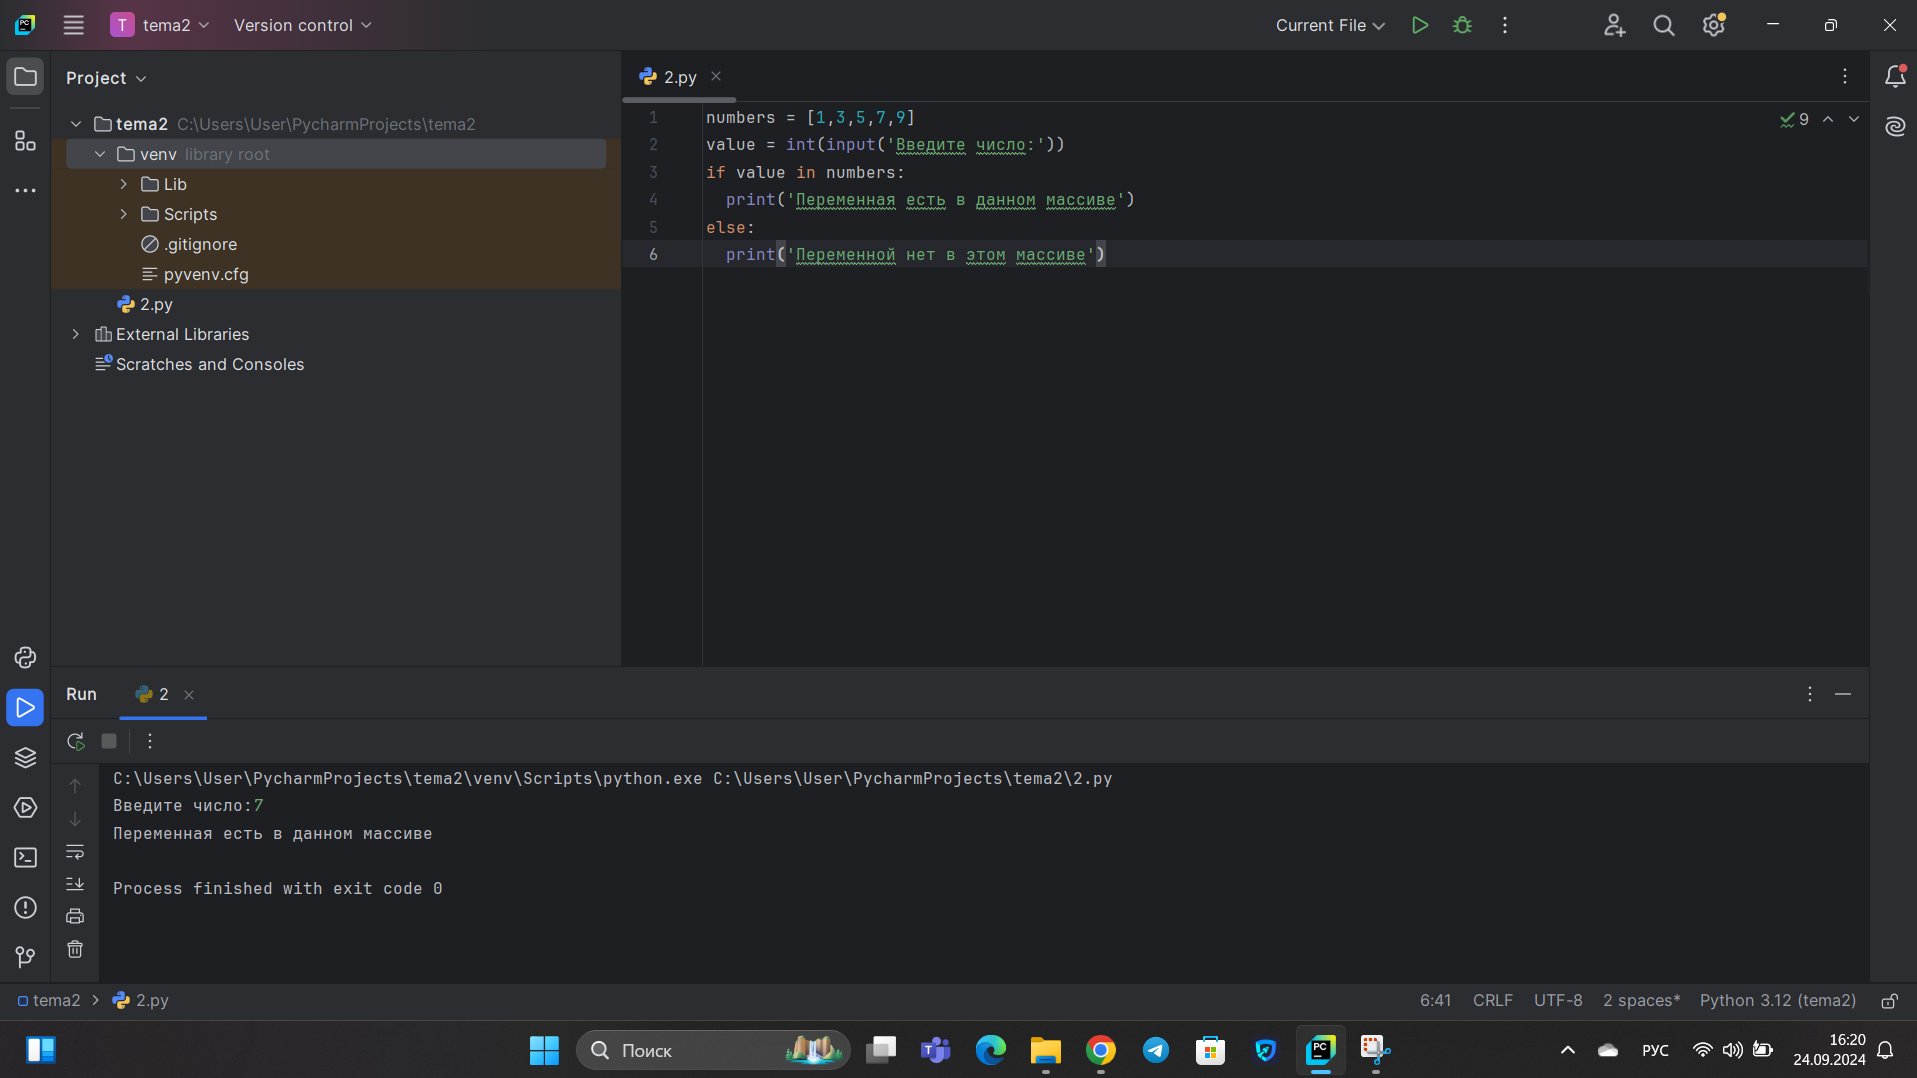 PC
T tema2 Version control Current File
Project
2.py
tema2 C:\Users\User\PycharmProjects\tema2
venv library root
Lib
Scripts
.gitignore
pyvenv.cfg
2.py
External Libraries
Scratches and Consoles
1 numbers = [1,3,5,7,9]
2 value = int(input('Введите число:'))
3 if value in numbers:
4 print('Переменная есть в данном массиве')
5 else:
6 print('Переменной нет в этом массиве')
9
Run 2
C:\Users\User\PycharmProjects\tema2\venv\Scripts\python.exe C:\Users\User\PycharmProjects\tema2\2.py
Введите число:7
Переменная есть в данном массиве
Process finished with exit code 0
tema2 > 2.py 6:41 CRLF UTF-8 2 spaces* Python 3.12 (tema2)
Поиск
T
PC
РУС
16:20
24.09.2024